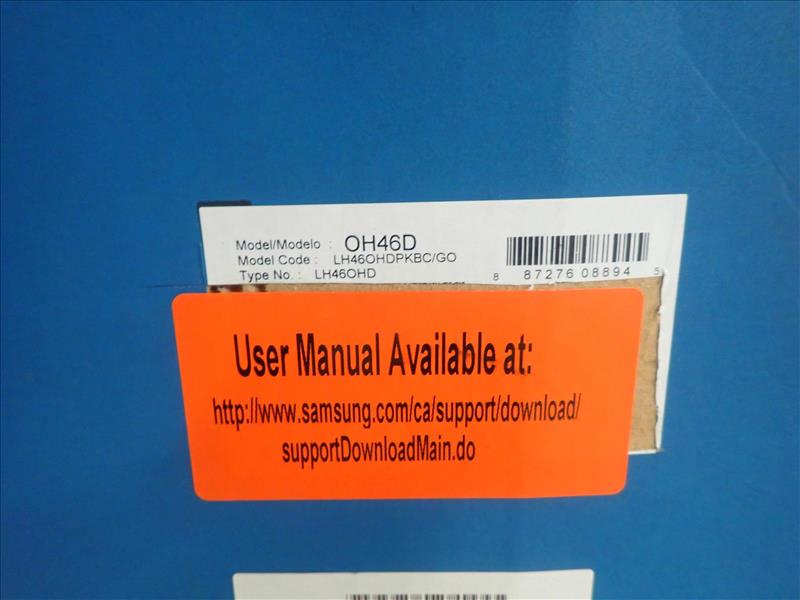 Model/Modelo : OH46D
Model Code : LH46OHDPKBC/GO
Type No. : LH46OHD
8 87276 08894 5
User Manual Available at:
http://www.samsung.com/ca/support/download/
supportDownloadMain.do